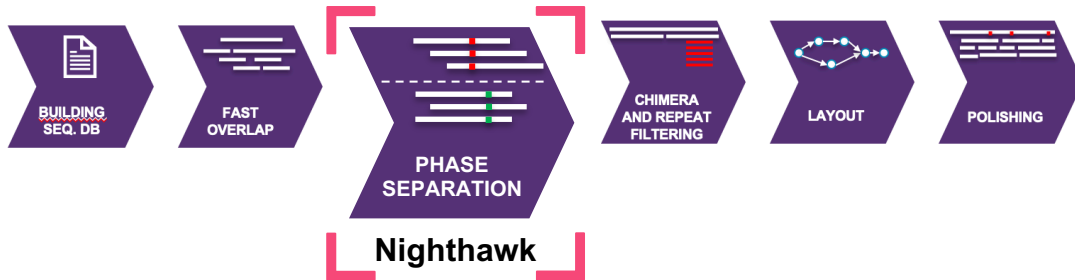 BUILDING
SEQ. DB
FAST
OVERLAP
PHASE
SEPARATION
Nighthawk
CHIMERA
AND REPEAT
FILTERING
LAYOUT
POLISHING